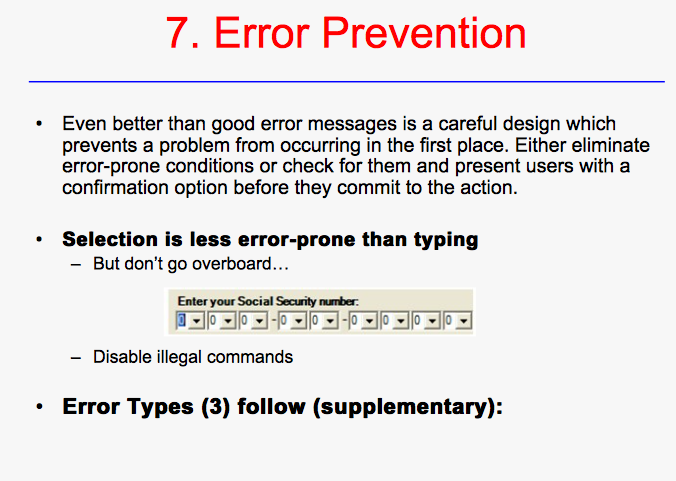 7. Error Prevention
• Even better than good error messages is a careful design which
prevents a problem from occurring in the first place. Either eliminate
error-prone conditions or check for them and present users with a
confirmation option before they commit to the action.
• Selection is less error-prone than typing
– But don't go overboard…
Enter your Social Security number:
0 0 0 - 0 0 - 0 0 0 0
– Disable illegal commands
• Error Types (3) follow (supplementary):